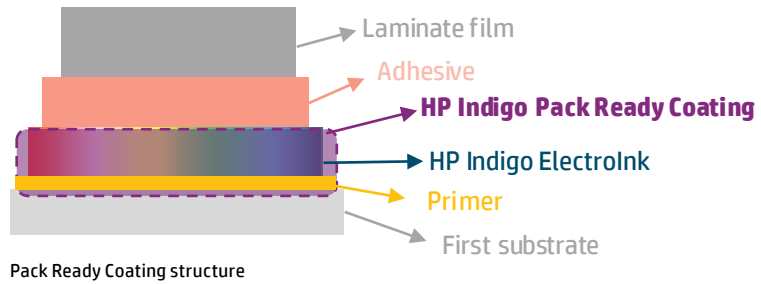 Laminate film
Adhesive
HP Indigo Pack Ready Coating
HP Indigo ElectroInk
Primer
First substrate
Pack Ready Coating structure